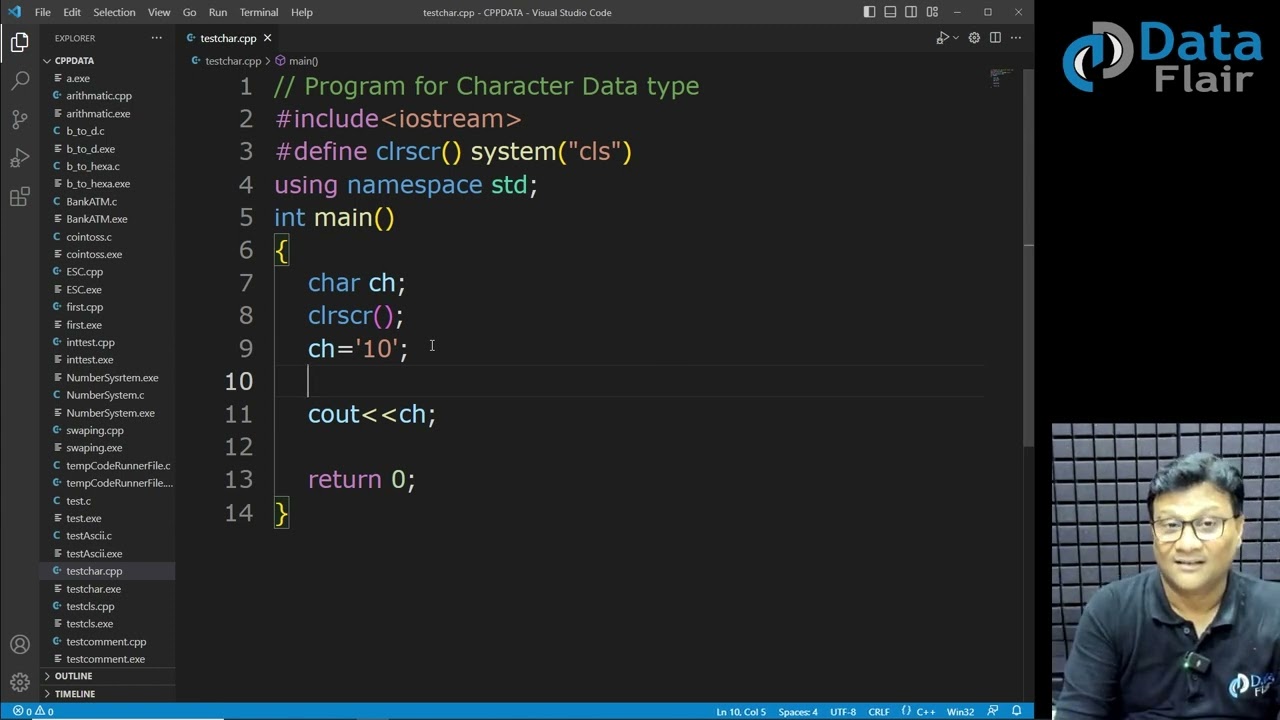 File Edit Selection View Go Run Terminal Help
testchar.cpp - CPPDATA - Visual Studio Code
EXPLORER
CPPDATA
a.exe
arithmatic.cpp
arithmatic.exe
b_to_d.c
b_to_d.exe
b_to_hexa.c
b_to_hexa.exe
BankATM.c
BankATM.exe
cointoss.c
cointoss.exe
ESC.cpp
ESC.exe
first.cpp
first.exe
inttest.cpp
inttest.exe
NumberSysrtem.exe
NumberSystem.c
NumberSystem.exe
swaping.cpp
swaping.exe
tempCodeRunnerFile.c
tempCodeRunnerFile....
test.c
test.exe
testAscii.c
testAscii.exe
testchar.cpp
testchar.exe
testcls.cpp
testcls.exe
testcomment.cpp
testcomment.exe
OUTLINE
TIMELINE
testchar.cpp
testchar.cpp > main()
1 // Program for Character Data type
2 #include<iostream>
3 #define clrscr() system("cls")
4 using namespace std;
5 int main()
6 {
7 char ch;
8 clrscr();
9 ch='10';
10
11 cout<<ch;
12
13 return 0;
14 }
Data
Flair
0 0
Ln 10, Col 5 Spaces: 4 UTF-8 CRLF {} C++ Win32